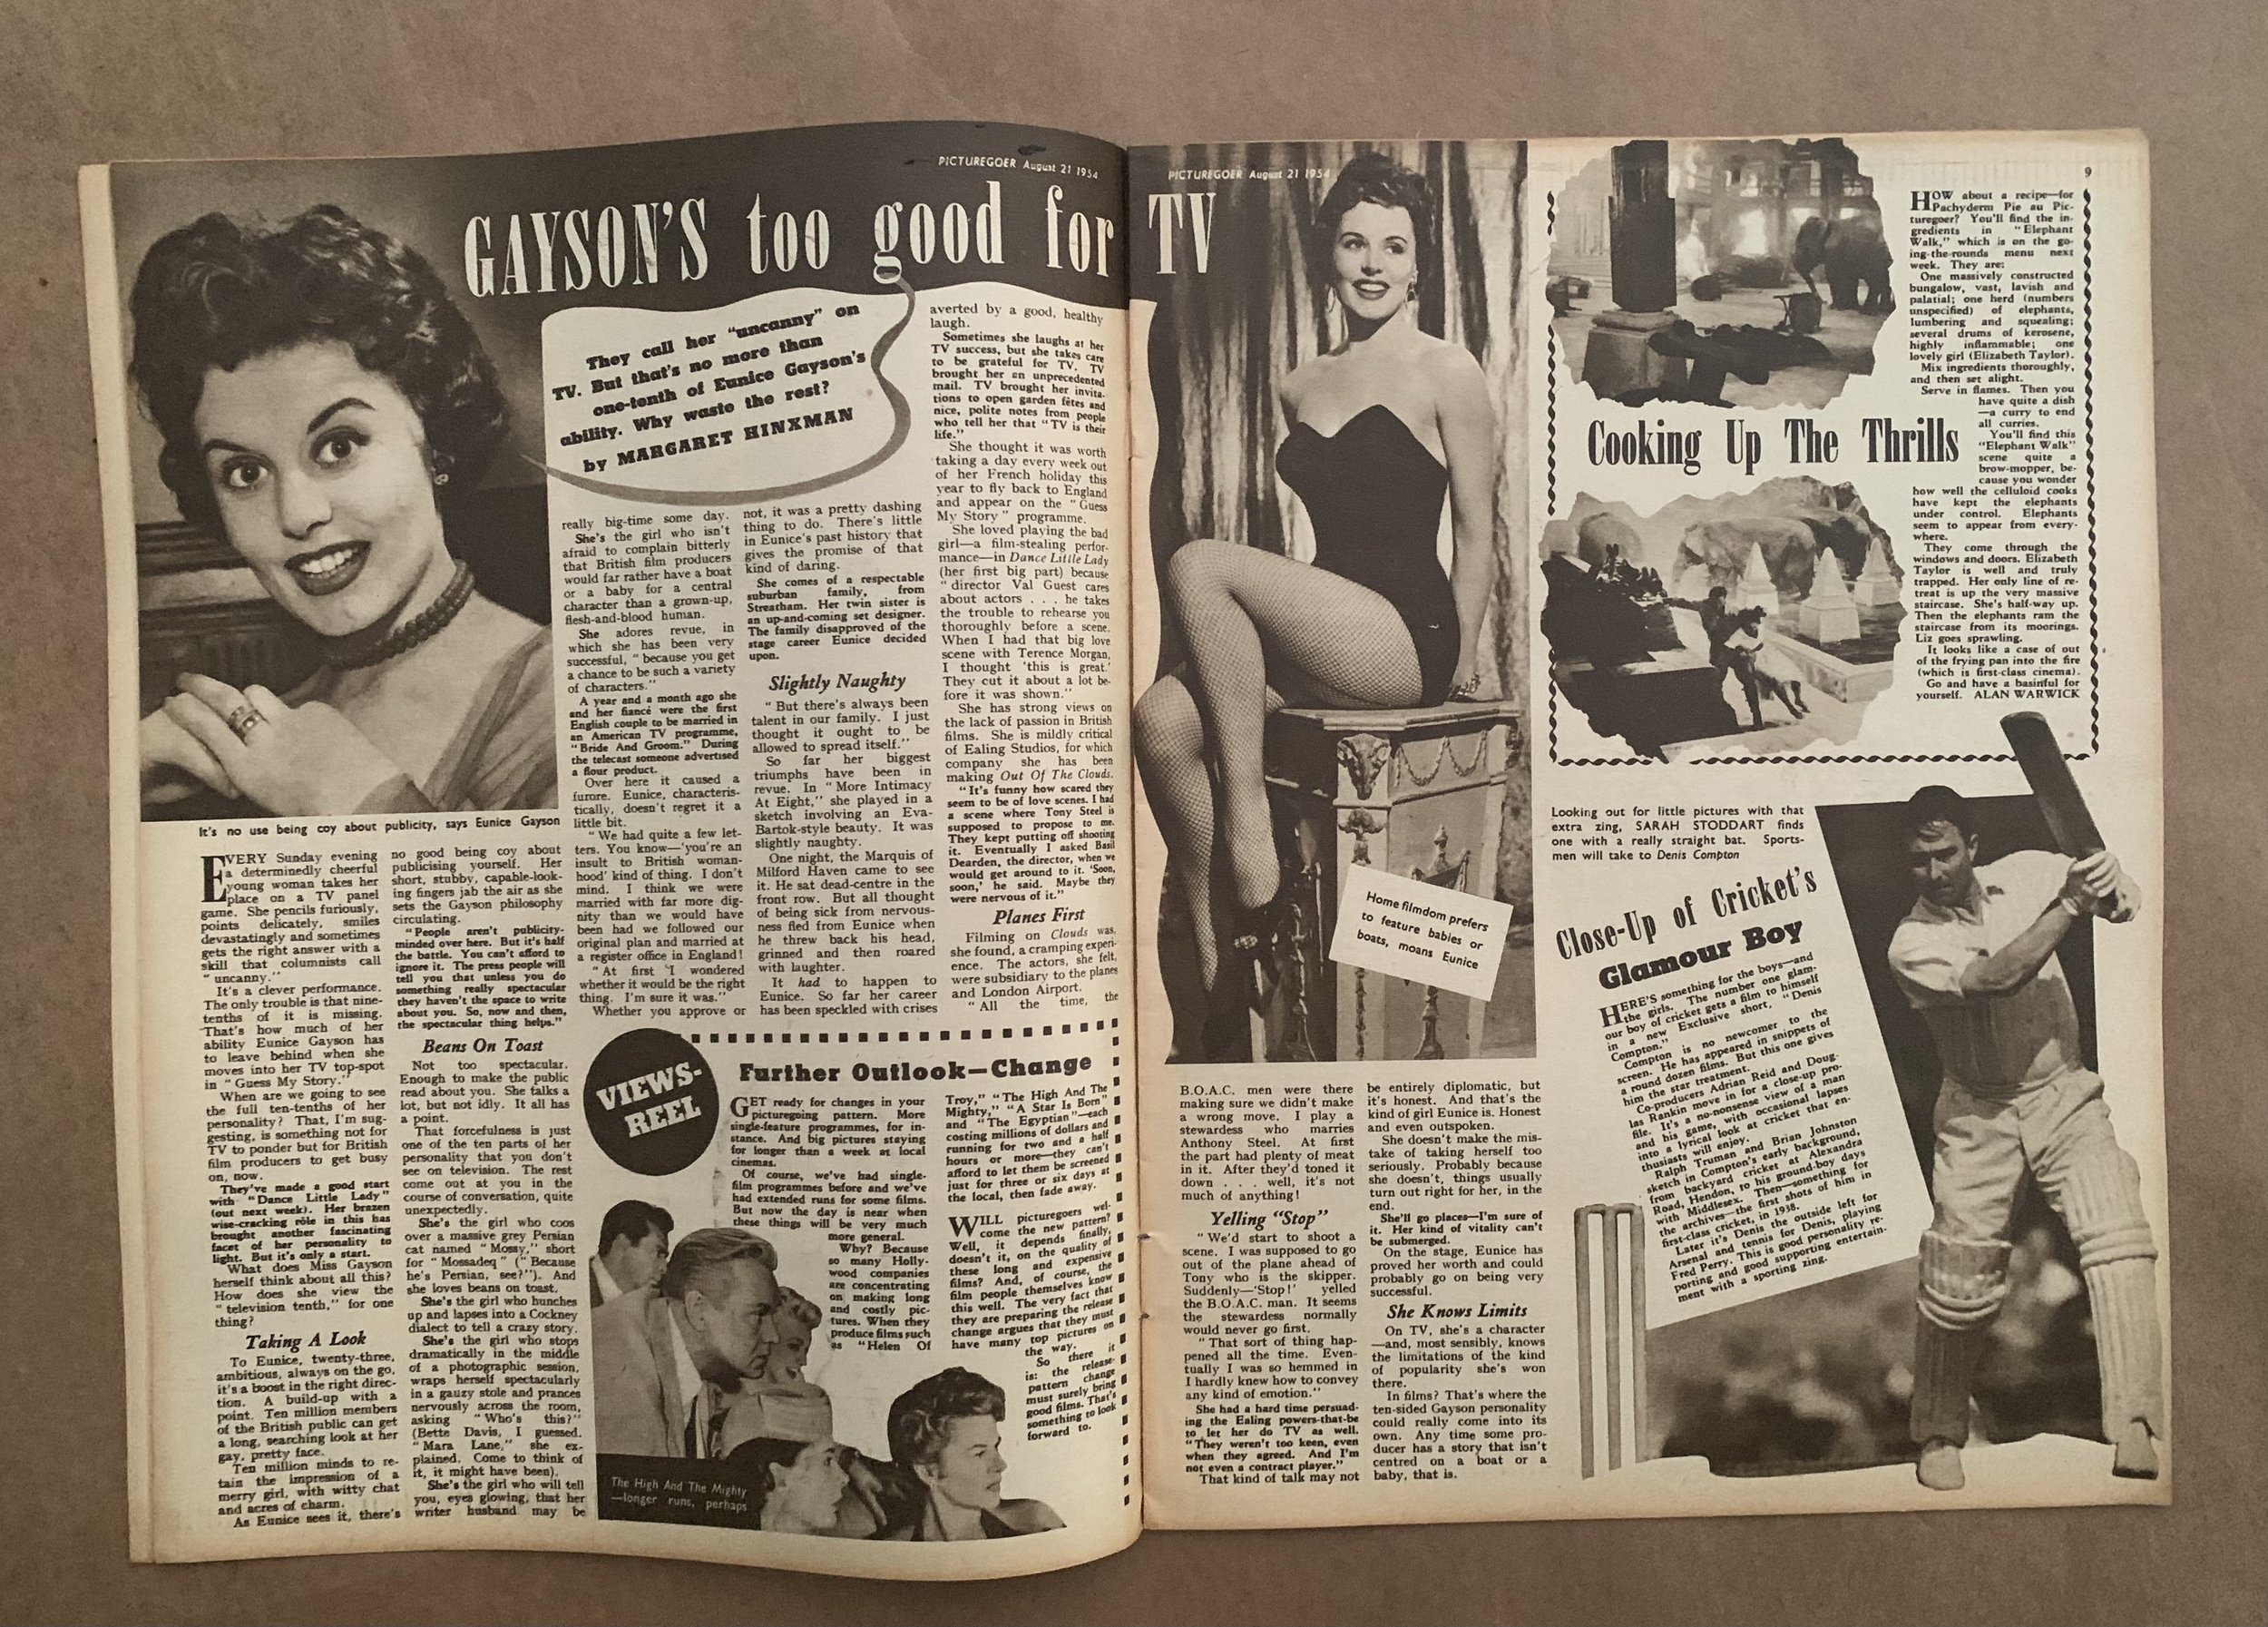 PICTUREGOER August 21 1954
GAYSON'S too good for TV
They call her "uncanny" on
TV. But that's no more than
one-tenth of Eunice Gayson's
ability. Why waste the rest?
by MARGARET HINXMAN
It's no use being coy about publicity, says Eunice Gayson
EVERY Sunday evening
a determinedly cheerful
young woman takes her
place on a TV panel
game. She pencils furiously,
points delicately, smiles
devastatingly and sometimes
gets the right answer with a
skill that columnists call
"uncanny."
It's a clever performance.
The only trouble is that nine-
tenths of it is missing.
That's how much of her
ability Eunice Gayson has
to leave behind when she
moves into her TV top-spot
in "Guess My Story."
When are we going to see
the full ten-tenths of her
personality? That, I'm sug-
gesting, is something not for
TV to ponder but for British
film producers to get busy
on, now.
They've made a good start
with "Dance Little Lady"
(out next week). Her brazen
wise-cracking rôle in this has
brought another fascinating
facet of her personality to
light. But it's only a start.
What does Miss Gayson
herself think about all this?
How does she view the
"television tenth," for one
thing?
Taking A Look
To Eunice, twenty-three,
ambitious, always on the go,
it's a boost in the right direc-
tion. A build-up with a
point. Ten million members
of the British public can get
a long, searching look at her
gay, pretty face.
Ten million minds to re-
tain the impression of a
merry girl, with witty chat
and acres of charm.
As Eunice sees it, there's
no good being coy about
publicising yourself. Her
short, stubby, capable-look-
ing fingers jab the air as she
sets the Gayson philosophy
circulating.
"People aren't publicity-
minded over here. But it's half
the battle. You can't afford to
ignore it. The press people will
tell you that unless you do
something really spectacular
they haven't the space to write
about you. So, now and then,
the spectacular thing helps."
Beans On Toast
Not too spectacular.
Enough to make the public
read about you. She talks a
lot, but not idly. It all has
a point.
That forcefulness is just
one of the ten parts of her
personality that you don't
see on television. The rest
come out at you in the
course of conversation, quite
unexpectedly.
She's the girl who coos
over a massive grey Persian
cat named "Mossy," short
for "Mossadeq" ("Because
he's Persian, see?"). And
she loves beans on toast.
She's the girl who hunches
up and lapses into a Cockney
dialect to tell a crazy story.
She's the girl who stops
dramatically in the middle
of a photographic session,
wraps herself spectacularly
in a gauzy stole and prances
nervously across the room,
asking "Who's this?"
(Bette Davis, I guessed.
"Mara Lane," she ex-
plained. Come to think of
it, it might have been).
She's the girl who will tell
you, eyes glowing, that her
writer husband may be
really big-time some day.
She's the girl who isn't
afraid to complain bitterly
that British film producers
would far rather have a boat
or a baby for a central
character than a grown-up,
flesh-and-blood human.
She adores revue, in
which she has been very
successful, "because you get
a chance to be such a variety
of characters."
A year and a month ago she
and her fiancé were the first
English couple to be married in
an American TV programme,
"Bride And Groom." During
the telecast someone advertised
a flour product.
Over here it caused a
furore. Eunice, characteris-
tically, doesn't regret it a
little bit.
"We had quite a few let-
ters. You know—'you're an
insult to British woman-
hood' kind of thing. I don't
mind. I think we were
married with far more dig-
nity than we would have
been had we followed our
original plan and married at
a register office in England!
"At first I wondered
whether it would be the right
thing. I'm sure it was."
Whether you approve or
not, it was a pretty dashing
thing to do. There's little
in Eunice's past history that
gives the promise of that
kind of daring.
She comes of a respectable
suburban family, from
Streatham. Her twin sister is
an up-and-coming set designer.
The family disapproved of the
stage career Eunice decided
upon.
Slightly Naughty
"But there's always been
talent in our family. I just
thought it ought to be
allowed to spread itself."
So far her biggest
triumphs have been in
revue. In "More Intimacy
At Eight," she played in a
sketch involving an Eva-
Bartok-style beauty. It was
slightly naughty.
One night, the Marquis of
Milford Haven came to see
it. He sat dead-centre in the
front row. But all thought
of being sick from nervous-
ness fled from Eunice when
he threw back his head,
grinned and then roared
with laughter.
It had to happen to
Eunice. So far her career
has been speckled with crises
averted by a good, healthy
laugh.
Sometimes she laughs at her
TV success, but she takes care
to be grateful for TV. TV
brought her an unprecedented
mail. TV brought her invita-
tions to open garden fêtes and
nice, polite notes from people
who tell her that "TV is their
life."
She thought it was worth
taking a day every week out
of her French holiday this
year to fly back to England
and appear on the "Guess
My Story" programme.
She loved playing the bad
girl—a film-stealing perfor-
mance—in Dance Little Lady
(her first big part) because
"director Val Guest cares
about actors . . . he takes
the trouble to rehearse you
thoroughly before a scene.
When I had that big love
scene with Terence Morgan,
I thought 'this is great.'
They cut it about a lot be-
fore it was shown."
She has strong views on
the lack of passion in British
films. She is mildly critical
of Ealing Studios, for which
company she has been
making Out Of The Clouds.
"It's funny how scared they
seem to be of love scenes. I had
a scene where Tony Steel is
supposed to propose to me.
They kept putting off shooting
it. Eventually I asked Basil
Dearden, the director, when we
would get around to it. 'Soon,
soon,' he said. Maybe they
were nervous of it."
Planes First
Filming on Clouds was,
she found, a cramping experi-
ence. The actors, she felt,
were subsidiary to the planes
and London Airport.
"All the time, the
VIEWS-
REEL
Further Outlook—Change
GET ready for changes in your
picturegoing pattern. More
single-feature programmes, for in-
stance. And big pictures staying
for longer than a week at local
cinemas.
Of course, we've had single-
film programmes before and we've
had extended runs for some films.
But now the day is near when
these things will be very much
more general.
Why? Because
so many Holly-
wood companies
are concentrating
on making long
and costly pic-
tures. When they
produce films such
as "Helen Of
Troy," "The High And The
Mighty," "A Star Is Born"
and "The Egyptian"—each
costing millions of dollars and
running for two and a half
hours or more—they can't
afford to let them be screened
just for three or six days at
the local, then fade away.
WILL picturegoers wel-
come the new pattern?
Well, it depends finally,
doesn't it, on the quality of
these long and expensive
films? And, of course, the
film people themselves know
this well. The very fact that
they are preparing the release
change argues that they must
have many top pictures on
the way.
So there it
is: the release-
pattern change
must surely bring
good films. That's
something to look
forward to.
The High And The Mighty
—longer runs, perhaps
PICTUREGOER August 21 1954
9
Home filmdom prefers
to feature babies or
boats, moans Eunice
B.O.A.C. men were there
making sure we didn't make
a wrong move. I play a
stewardess who marries
Anthony Steel. At first
the part had plenty of meat
in it. After they'd toned it
down . . . well, it's not
much of anything!
Yelling "Stop"
"We'd start to shoot a
scene. I was supposed to go
out of the plane ahead of
Tony who is the skipper.
Suddenly—'Stop!' yelled
the B.O.A.C. man. It seems
the stewardess normally
would never go first.
"That sort of thing hap-
pened all the time. Even-
tually I was so hemmed in
I hardly knew how to convey
any kind of emotion."
She had a hard time persuad-
ing the Ealing powers-that-be
to let her do TV as well.
"They weren't too keen, even
when they agreed. And I'm
not even a contract player."
That kind of talk may not
be entirely diplomatic, but
it's honest. And that's the
kind of girl Eunice is. Honest
and even outspoken.
She doesn't make the mis-
take of taking herself too
seriously. Probably because
she doesn't, things usually
turn out right for her, in the
end.
She'll go places—I'm sure of
it. Her kind of vitality can't
be submerged.
On the stage, Eunice has
proved her worth and could
probably go on being very
successful.
She Knows Limits
On TV, she's a character
—and, most sensibly, knows
the limitations of the kind
of popularity she's won
there.
In films? That's where the
ten-sided Gayson personality
could really come into its
own. Any time some pro-
ducer has a story that isn't
centred on a boat or a
baby, that is.
Cooking Up The Thrills
HOW about a recipe—for
Pachyderm Pie au Pic-
turegoer? You'll find the in-
gredients in "Elephant
Walk," which is on the go-
ing-the-rounds menu next
week. They are:
One massively constructed
bungalow, vast, lavish and
palatial; one herd (numbers
unspecified) of elephants,
lumbering and squealing;
several drums of kerosene,
highly inflammable; one
lovely girl (Elizabeth Taylor).
Mix ingredients thoroughly,
and then set alight.
Serve in flames. Then you
have quite a dish
—a curry to end
all curries.
You'll find this
"Elephant Walk"
scene quite a
brow-mopper, be-
cause you wonder
how well the celluloid cooks
have kept the elephants
under control. Elephants
seem to appear from every-
where.
They come through the
windows and doors. Elizabeth
Taylor is well and truly
trapped. Her only line of re-
treat is up the very massive
staircase. She's half-way up.
Then the elephants ram the
staircase from its moorings.
Liz goes sprawling.
It looks like a case of out
of the frying pan into the fire
(which is first-class cinema).
Go and have a basinful for
yourself. ALAN WARWICK
Looking out for little pictures with that
extra zing, SARAH STODDART finds
one with a really straight bat. Sports-
men will take to Denis Compton
Close-Up of Cricket's
Glamour Boy
HERE'S something for the boys—and
the girls. The number one glam-
our boy of cricket gets a film to himself
in a new Exclusive short, "Denis
Compton."
Compton is no newcomer to the
screen. He has appeared in snippets of
a round dozen films. But this one gives
him the star treatment.
Co-producers Adrian Reid and Doug-
las Rankin move in for a close-up pro-
file. It's a no-nonsense view of a man
and his game, with occasional lapses
into a lyrical look at cricket that en-
thusiasts will enjoy.
Ralph Truman and Brian Johnston
sketch in Compton's early background,
from backyard cricket at Alexandra
Road, Hendon, to his ground-boy days
with Middlesex. Then—something for
the archives—the first shots of him in
first-class cricket, in 1938.
Later it's Denis the outside left for
Arsenal and tennis for Denis, playing
Fred Perry. This is good personality re-
porting and good supporting entertain-
ment with a sporting zing.